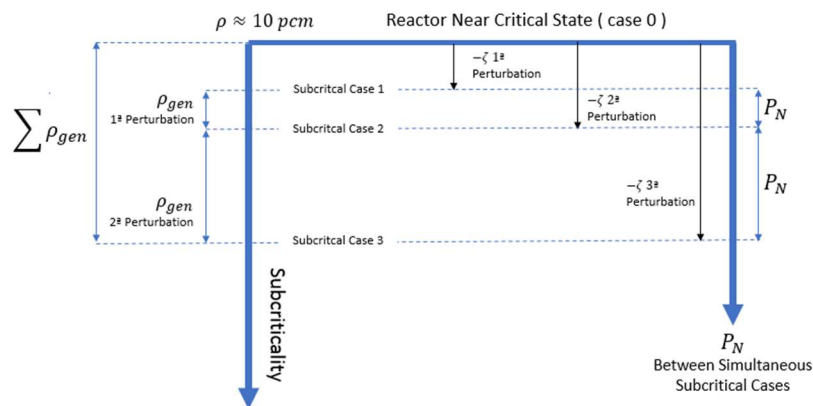 ρ ≈ 10 pcm
Reactor Near Critical State ( case 0 )
−ζ 1ª
Perturbation
Subcritcal Case 1
ρgen
1ª Perturbation
−ζ 2ª
Perturbation
PN
∑ ρgen
Subcritcal Case 2
ρgen
2ª Perturbation
−ζ 3ª
Perturbation
PN
Subcritcal Case 3
Subcriticality
PN
Between Simultaneous
Subcritical Cases